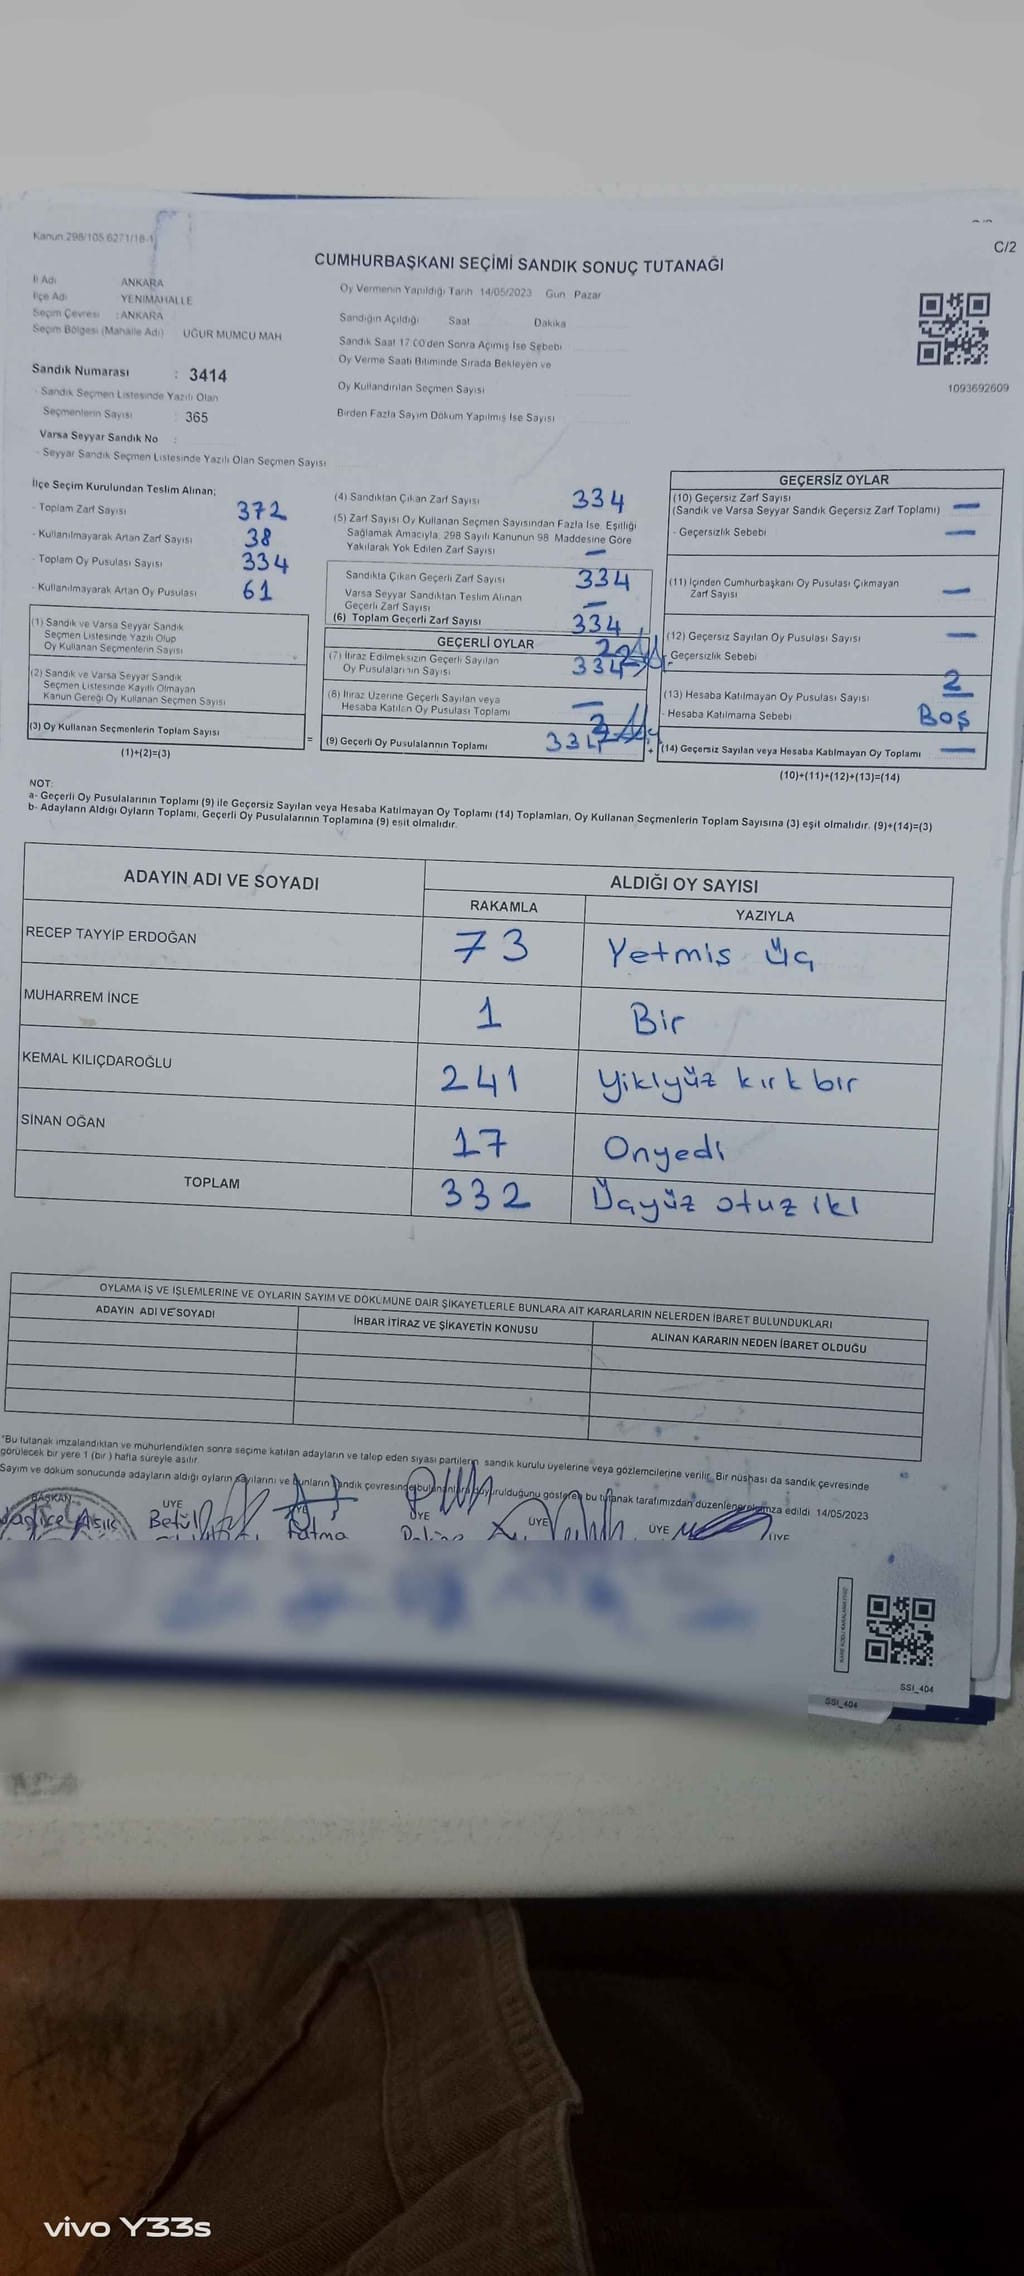 Kanun 298/105 6271/18-1
C/2
CUMHURBAŞKANI SEÇİMİ SANDIK SONUÇ TUTANAĞI
İl Adı ANKARA
İlçe Adı YENİMAHALLE
Seçim Çevresi : ANKARA
Seçim Bölgesi (Mahalle Adı) UĞUR MUMCU MAH
Oy Vermenin Yapıldığı Tarih 14/05/2023 Gün Pazar
Sandığın Açıldığı Saat Dakika
Sandık Saat 17 00'den Sonra Açımış İse Sebebi
Oy Verme Saati Bitiminde Sırada Bekleyen ve
Oy Kullandırılan Seçmen Sayısı
Birden Fazla Sayım Döküm Yapılmış İse Sayısı
1093692609
Sandık Numarası : 3414
- Sandık Seçmen Listesinde Yazılı Olan
Seçmenlerin Sayısı : 365
Varsa Seyyar Sandık No :
- Seyyar Sandık Seçmen Listesinde Yazılı Olan Seçmen Sayısı
İlçe Seçim Kurulundan Teslim Alınan;
- Toplam Zarf Sayısı 372
- Kullanılmayarak Artan Zarf Sayısı 38
- Toplam Oy Pusulası Sayısı 334
- Kullanılmayarak Artan Oy Pusulası 61
(1) Sandık ve Varsa Seyyar Sandık
Seçmen Listesinde Yazılı Olup
Oy Kullanan Seçmenlerin Sayısı
(2) Sandık ve Varsa Seyyar Sandık
Seçmen Listesinde Kayıtlı Olmayan
Kanun Gereği Oy Kullanan Seçmen Sayısı
(3) Oy Kullanan Seçmenlerin Toplam Sayısı
(1)+(2)=(3)
=
(4) Sandıktan Çıkan Zarf Sayısı 334
(5) Zarf Sayısı Oy Kullanan Seçmen Sayısından Fazla İse, Eşitliği
Sağlamak Amacıyla, 298 Sayılı Kanunun 98 Maddesine Göre
Yakılarak Yok Edilen Zarf Sayısı —
Sandıkta Çıkan Geçerli Zarf Sayısı 334
Varsa Seyyar Sandıktan Teslim Alınan
Geçerli Zarf Sayısı —
(6) Toplam Geçerli Zarf Sayısı 334
GEÇERLİ OYLAR
(7) İtiraz Edilmeksizin Geçerli Sayılan
Oy Pusulalarının Sayısı 334
(8) İtiraz Üzerine Geçerli Sayılan veya
Hesaba Katılan Oy Pusulası Toplamı —
(9) Geçerli Oy Pusulalarının Toplamı
+
GEÇERSİZ OYLAR
(10) Geçersiz Zarf Sayısı
(Sandık ve Varsa Seyyar Sandık Geçersiz Zarf Toplamı) —
- Geçersizlik Sebebi —
(11) İçinden Cumhurbaşkanı Oy Pusulası Çıkmayan
Zarf Sayısı —
(12) Geçersiz Sayılan Oy Pusulası Sayısı —
Geçersizlik Sebebi
(13) Hesaba Katılmayan Oy Pusulası Sayısı 2
- Hesaba Katılmama Sebebi Boş
(14) Geçersiz Sayılan veya Hesaba Katılmayan Oy Toplamı —
(10)+(11)+(12)+(13)=(14)
NOT:
a- Geçerli Oy Pusulalarının Toplamı (9) ile Geçersiz Sayılan veya Hesaba Katılmayan Oy Toplamı (14) Toplamları, Oy Kullanan Seçmenlerin Toplam Sayısına (3) eşit olmalıdır. (9)+(14)=(3)
b- Adayların Aldığı Oyların Toplamı, Geçerli Oy Pusulalarının Toplamına (9) eşit olmalıdır.
ADAYIN ADI VE SOYADI ALDIĞI OY SAYISI
RAKAMLA YAZIYLA
RECEP TAYYİP ERDOĞAN 73 Yetmis üç
MUHARREM İNCE 1 Bir
KEMAL KILIÇDAROĞLU 241 kırk bir
SİNAN OĞAN 17 Onyedi
TOPLAM 332 Üçyüz otuz iki
OYLAMA İŞ VE İŞLEMLERİNE VE OYLARIN SAYIM VE DÖKÜMÜNE DAİR ŞİKAYETLERLE BUNLARA AİT KARARLARIN NELERDEN İBARET BULUNDUKLARI
ADAYIN ADI VE SOYADI İHBAR İTİRAZ VE ŞİKAYETİN KONUSU ALINAN KARARIN NEDEN İBARET OLDUĞU
"Bu tutanak imzalandıktan ve mühürlendikten sonra seçime katılan adayların ve talep eden siyasi partilerin sandık kurulu üyelerine veya gözlemcilerine verilir. Bir nüshası da sandık çevresinde
görülecek bir yere 1 (bir) hafta süreyle asılır.
Sayım ve döküm sonucunda adayların aldığı oyların sayılarını ve bunların sandık çevresinde bulunanlara duyurulduğunu gösteren bu tutanak tarafımızdan düzenlenerek imza edildi. 14/05/2023
BAŞKAN ÜYE ÜYE ÜYE ÜYE ÜYE ÜYE
Betül Fatma
SSI_404
SSI_404
vivo Y33s